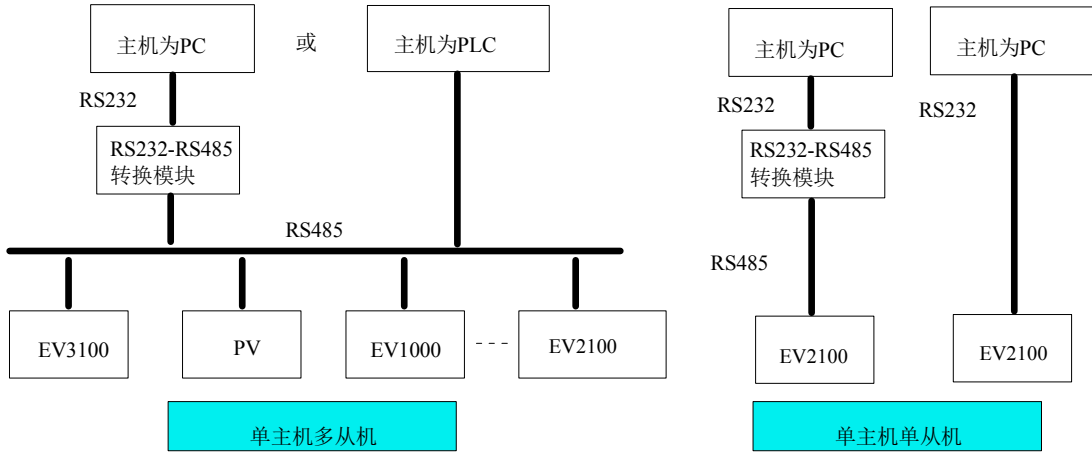 主机为PC
或
主机为PLC
RS232
RS232-RS485
转换模块
RS485
EV3100
PV
EV1000
EV2100
单主机多从机
主机为PC
主机为PC
RS232
RS232
RS232-RS485
转换模块
RS485
EV2100
EV2100
单主机单从机